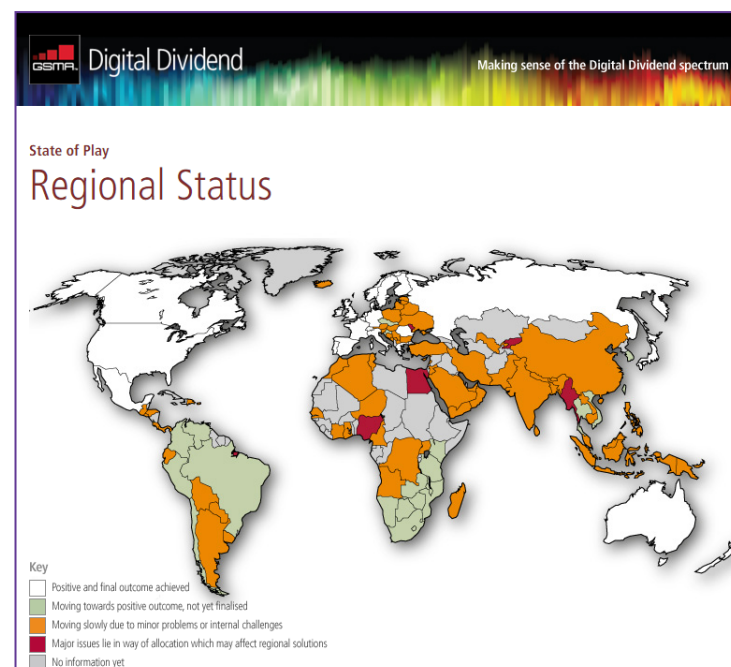 GSMA.
Digital Dividend
Making sense of the Digital Dividend spectrum
State of Play
Regional Status
Key
Positive and final outcome achieved
Moving towards positive outcome, not yet finalised
Moving slowly due to minor problems or internal challenges
Major issues lie in way of allocation which may affect regional solutions
No information yet